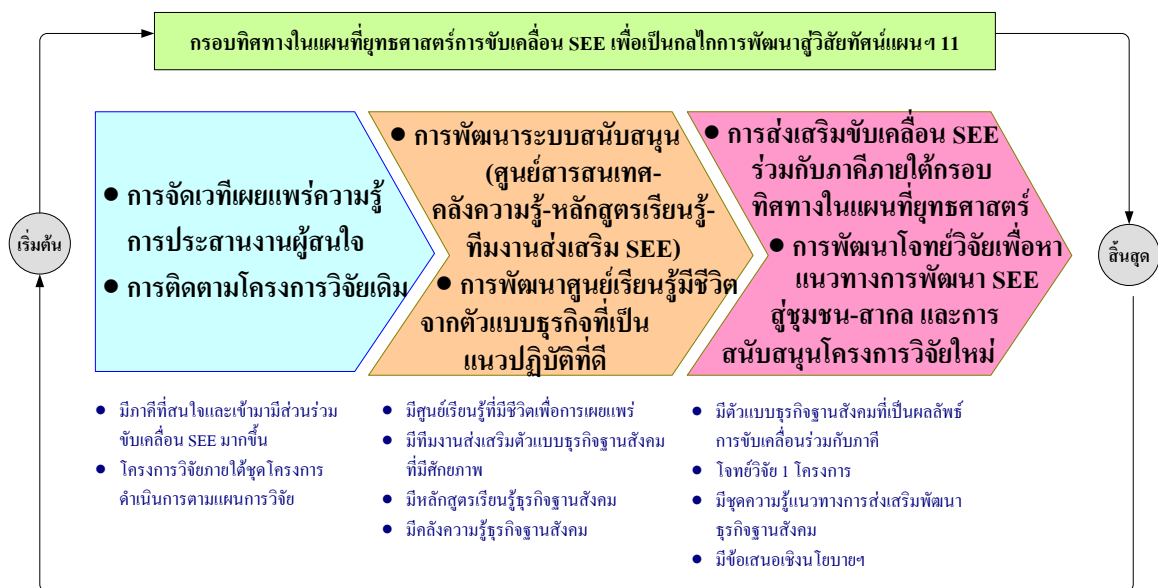 กรอบทิศทางในแผนที่ยุทธศาสตร์การขับเคลื่อน SEE เพื่อเป็นกลไกการพัฒนาสู่วิสัยทัศน์แผนฯ 11
เริ่มต้น
● การจัดเวทีเผยแพร่ความรู้
การประสานงานผู้สนใจ
● การติดตามโครงการวิจัยเดิม
● การพัฒนาระบบสนับสนุน
(ศูนย์สารสนเทศ-
คลังความรู้-หลักสูตรเรียนรู้-
ทีมงานส่งเสริม SEE)
● การพัฒนาศูนย์เรียนรู้มีชีวิต
จากตัวแบบธุรกิจที่เป็น
แนวปฏิบัติที่ดี
● การส่งเสริมขับเคลื่อน SEE
ร่วมกับภาคีภายใต้กรอบ
ทิศทางในแผนที่ยุทธศาสตร์
● การพัฒนาโจทย์วิจัยเพื่อหา
แนวทางการพัฒนา SEE
สู่ชุมชน-สากล และการ
สนับสนุนโครงการวิจัยใหม่
สิ้นสุด
● มีภาคีที่สนใจและเข้ามามีส่วนร่วม
ขับเคลื่อน SEE มากขึ้น
● โครงการวิจัยภายใต้ชุดโครงการ
ดำเนินการตามแผนการวิจัย
● มีศูนย์เรียนรู้ที่มีชีวิตเพื่อการเผยแพร่
● มีทีมงานส่งเสริมตัวแบบธุรกิจฐานสังคม
ที่มีศักยภาพ
● มีหลักสูตรเรียนรู้ธุรกิจฐานสังคม
● มีคลังความรู้ธุรกิจฐานสังคม
● มีตัวแบบธุรกิจฐานสังคมที่เป็นผลลัพธ์
การขับเคลื่อนร่วมกับภาคี
● โจทย์วิจัย 1 โครงการ
● มีชุดความรู้แนวทางการส่งเสริมพัฒนา
ธุรกิจฐานสังคม
● มีข้อเสนอเชิงนโยบายฯ